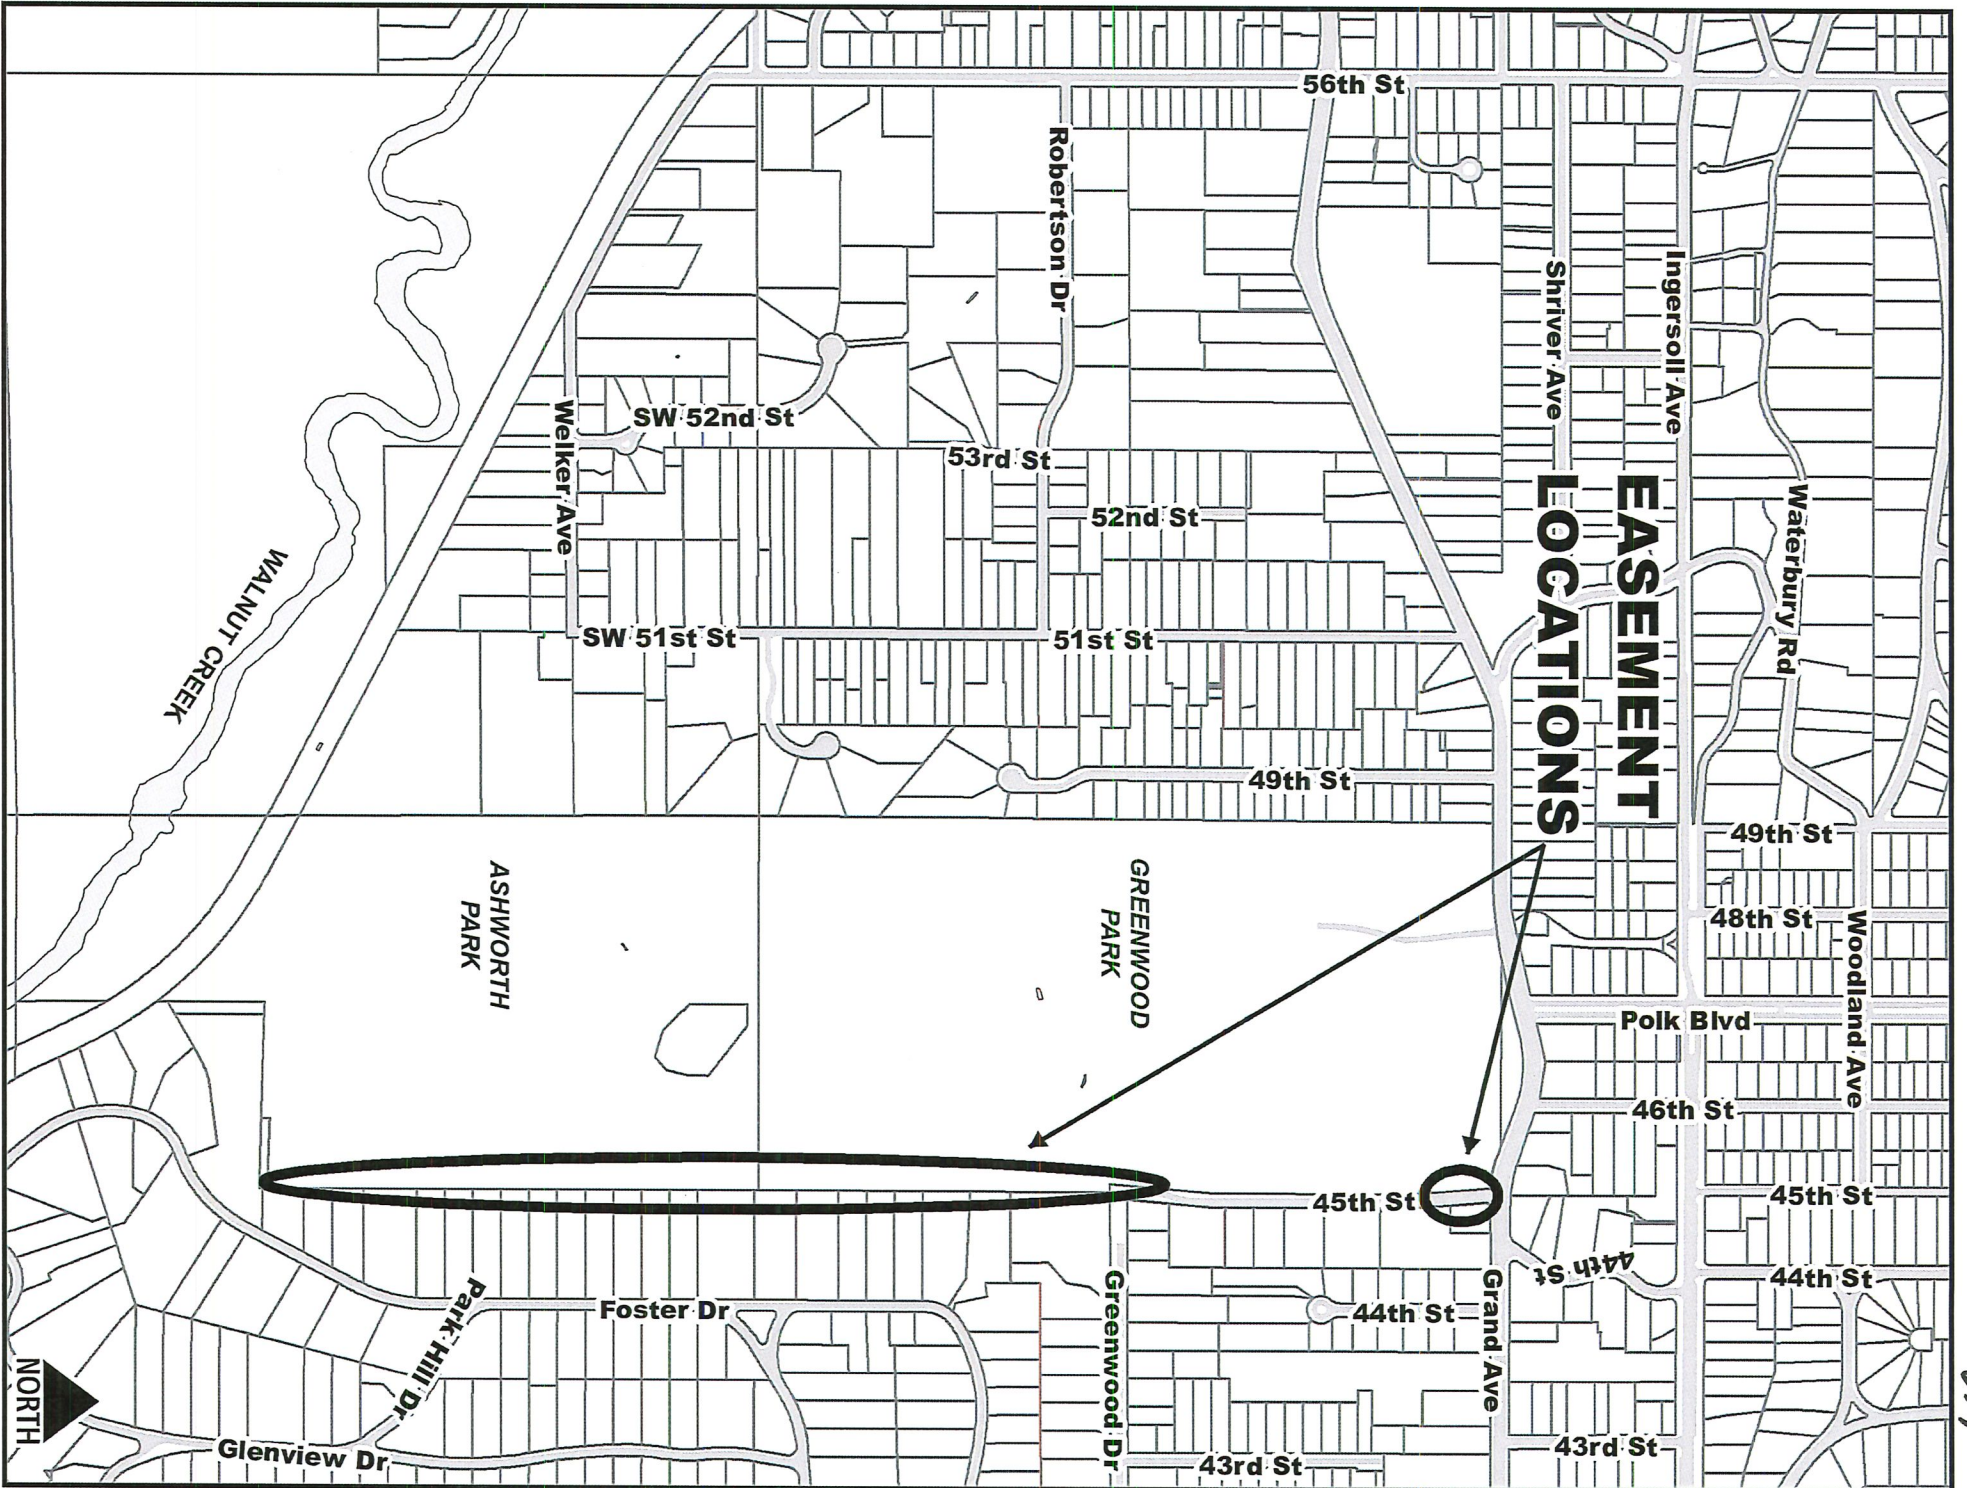 56th St
Robertson Dr
Shriver Ave
Ingersoll Ave
SW 52nd St
Welker Ave
53rd St
52nd St
EASEMENT
LOCATIONS
Waterbury Rd
WALNUT CREEK
SW 51st St
51st St
49th St
49th St
48th St
Woodland Ave
ASHWORTH
PARK
GREENWOOD
PARK
Polk Blvd
46th St
45th St
45th St
44th St
44th St
44th St
Grand Ave
Greenwood Dr
Foster Dr
Park Hill Dr
NORTH
Glenview Dr
43rd St
43rd St